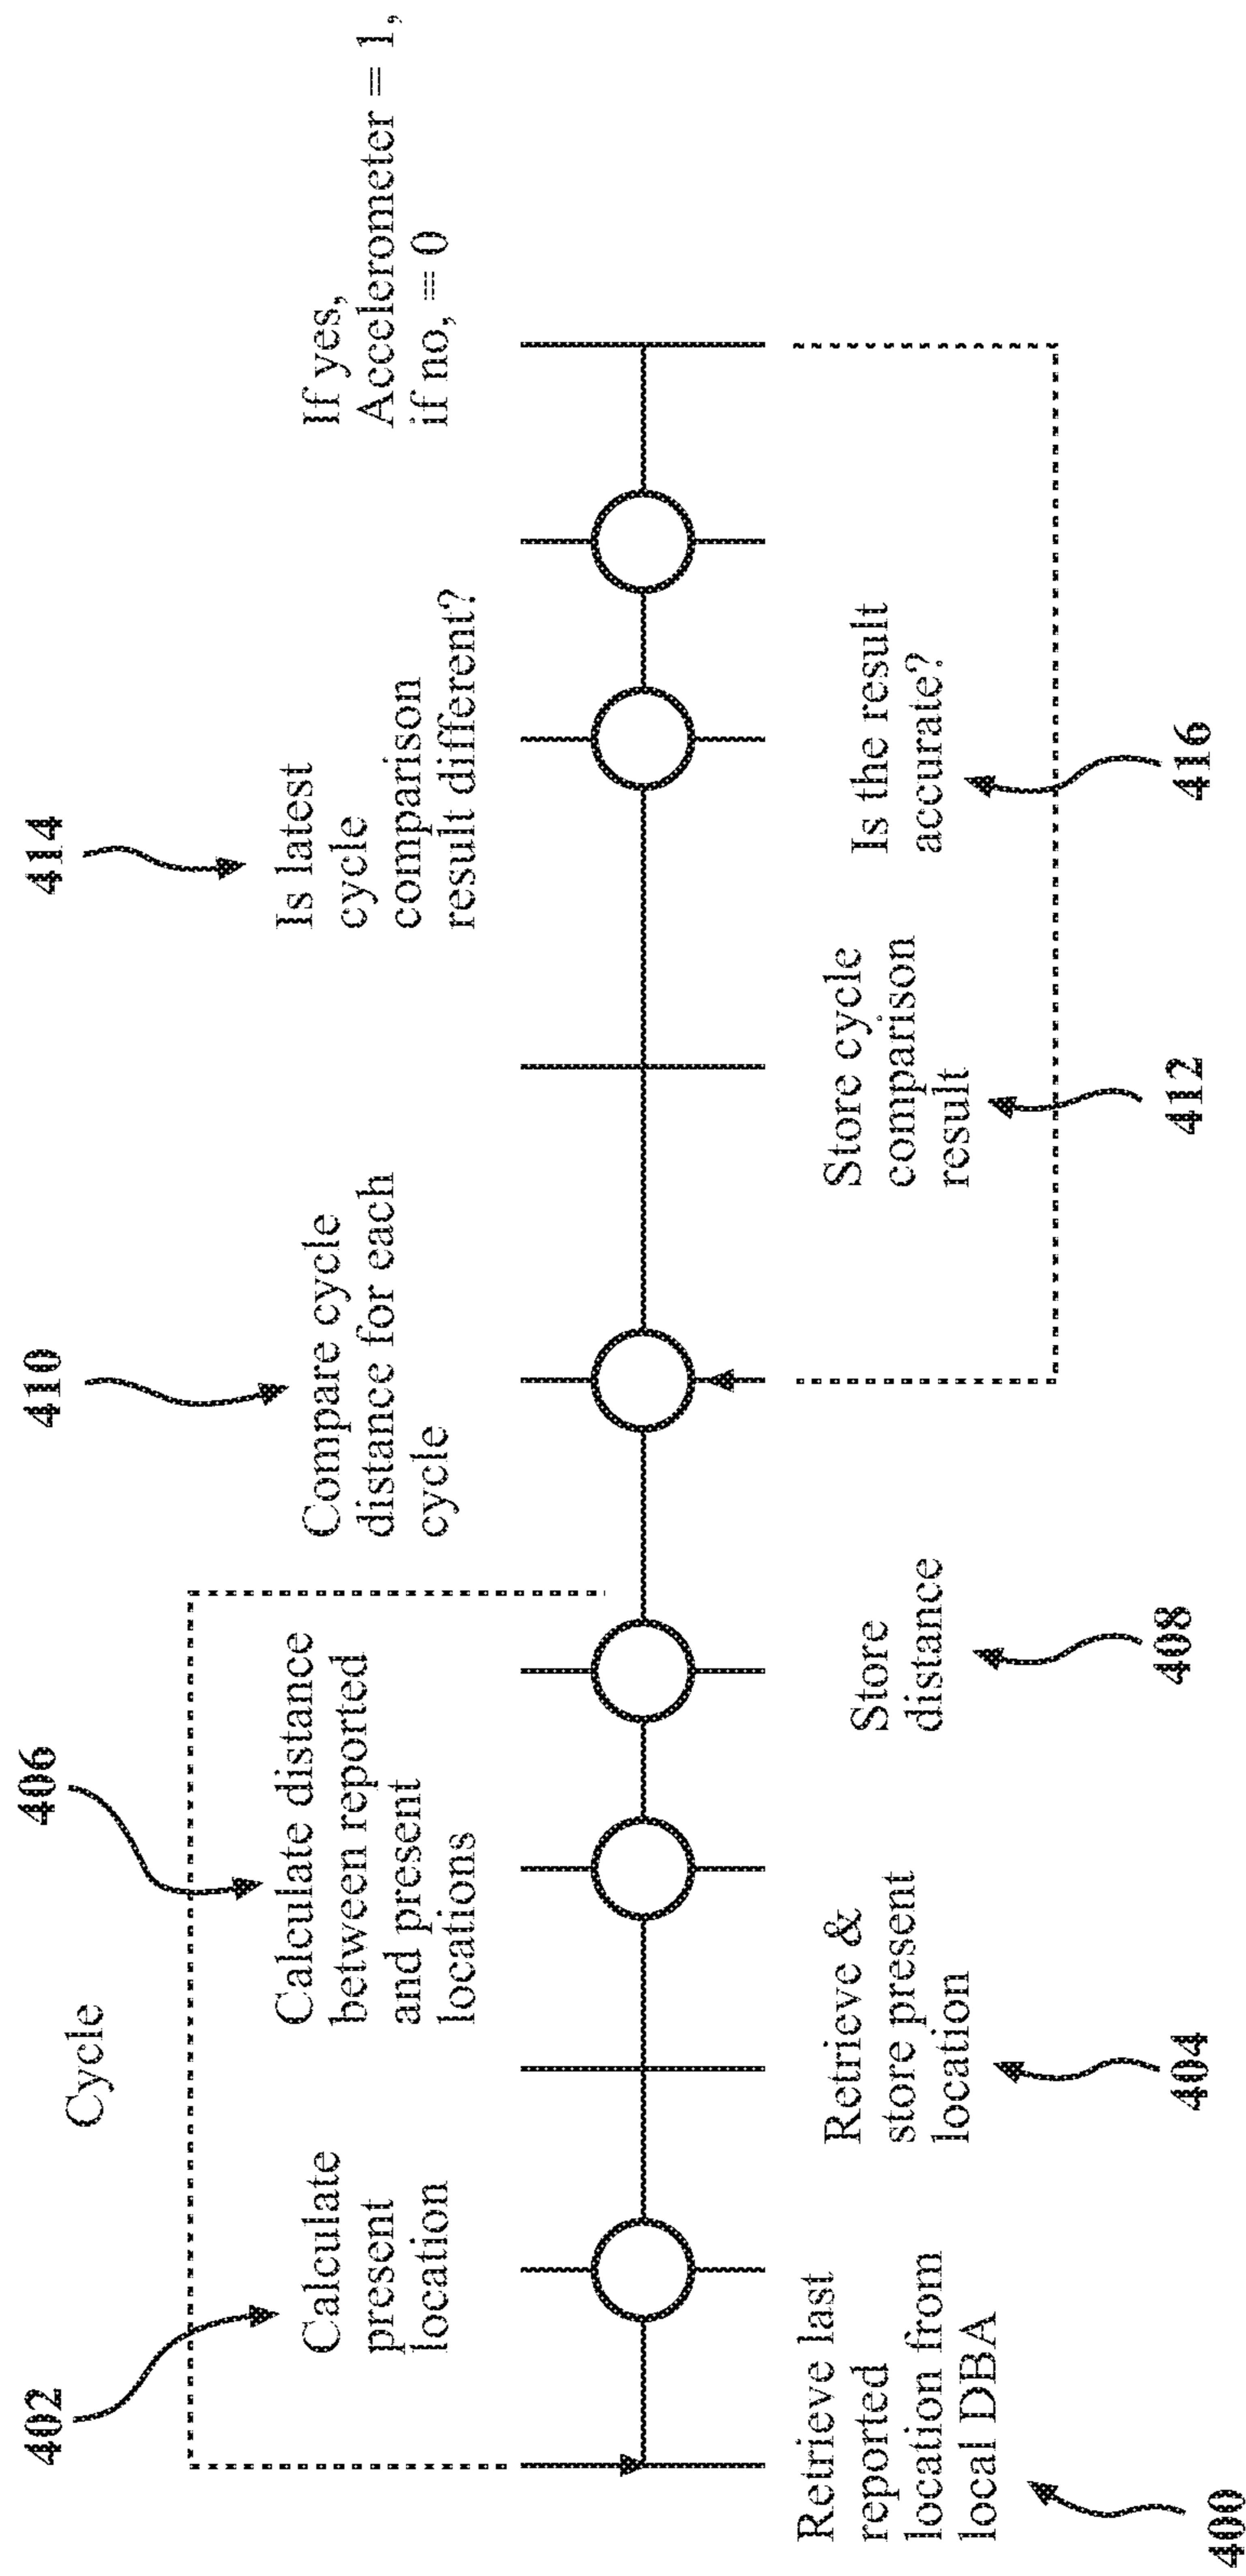 Cycle
402
406
410
414
Calculate
present
location
Calculate distance
between reported
and present
locations
Compare cycle
distance for each
cycle
Is latest
cycle
comparison
result different?
If yes,
Accelerometer = 1,
if no, = 0
Retrieve last
reported
location from
local DBA
Retrieve &
store present
location
Store
distance
Store cycle
comparison
result
Is the result
accurate?
400
404
408
412
416